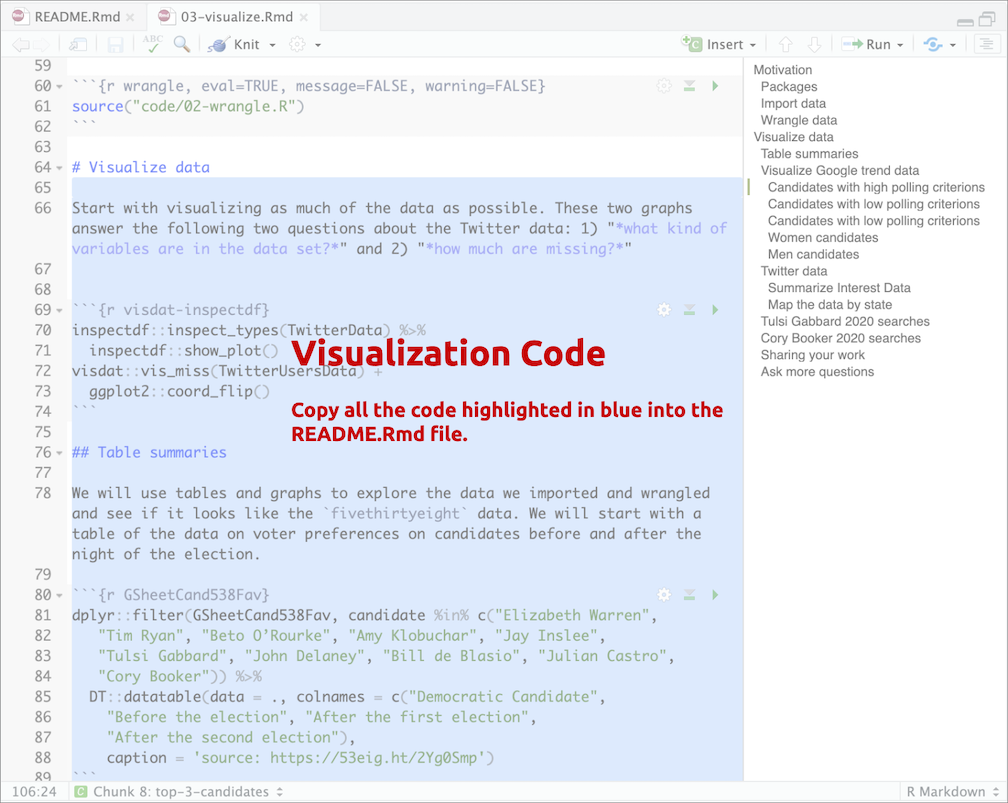 README.Rmd × 03-visualize.Rmd ×
ABC Knit Insert Run
59
60 ```{r wrangle, eval=TRUE, message=FALSE, warning=FALSE}
61 source("code/02-wrangle.R")
62 ```
63
64 # Visualize data
65
66 Start with visualizing as much of the data as possible. These two graphs
answer the following two questions about the Twitter data: 1) "*what kind of
variables are in the data set?*" and 2) "*how much are missing?*"
67
68
69 ```{r visdat-inspectdf}
70 inspectdf::inspect_types(TwitterData) %>%
71 inspectdf::show_plot()
72 visdat::vis_miss(TwitterUsersData) +
73 ggplot2::coord_flip()
74 ```
75
76 ## Table summaries
77
78 We will use tables and graphs to explore the data we imported and wrangled
and see if it looks like the `fivethirtyeight` data. We will start with a
table of the data on voter preferences on candidates before and after the
night of the election.
79
80 ```{r GSheetCand538Fav}
81 dplyr::filter(GSheetCand538Fav, candidate %in% c("Elizabeth Warren",
82 "Tim Ryan", "Beto O’Rourke", "Amy Klobuchar", "Jay Inslee",
83 "Tulsi Gabbard", "John Delaney", "Bill de Blasio", "Julian Castro",
84 "Cory Booker")) %>%
85 DT::datatable(data = ., colnames = c("Democratic Candidate",
86 "Before the election", "After the first election",
87 "After the second election"),
88 caption = 'source: https://53eig.ht/2Yg0Smp')
89 ```
Visualization Code
Copy all the code highlighted in blue into the
README.Rmd file.
Motivation
Packages
Import data
Wrangle data
Visualize data
Table summaries
Visualize Google trend data
Candidates with high polling criterions
Candidates with low polling criterions
Candidates with low polling criterions
Women candidates
Men candidates
Twitter data
Summarize Interest Data
Map the data by state
Tulsi Gabbard 2020 searches
Cory Booker 2020 searches
Sharing your work
Ask more questions
106:24 C Chunk 8: top-3-candidates R Markdown